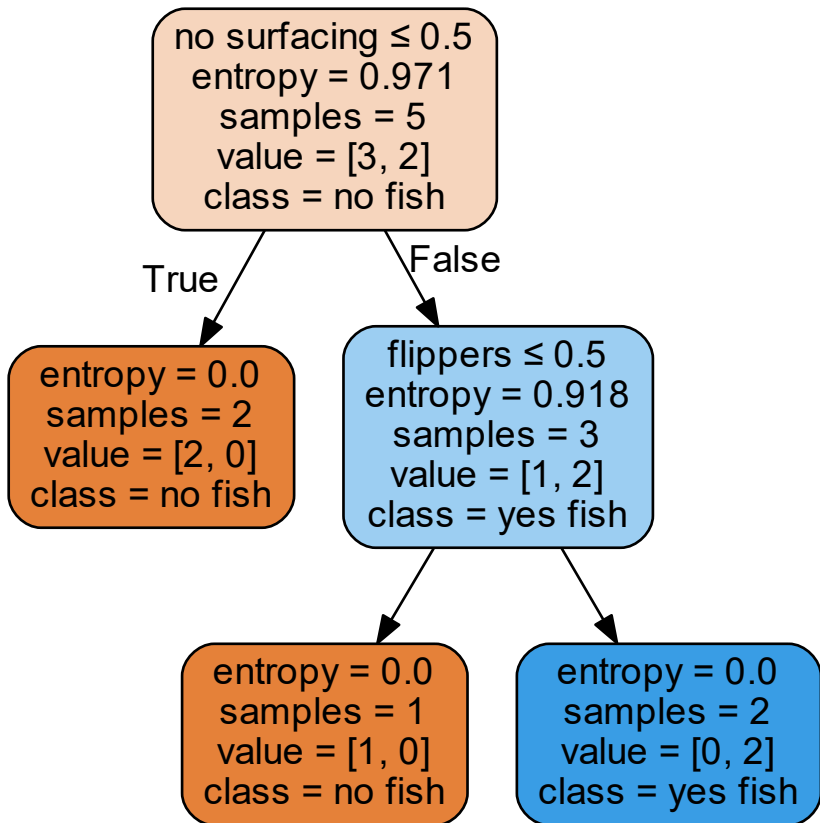 no surfacing ≤ 0.5
entropy = 0.971
samples = 5
value = [3, 2]
class = no fish
True
False
entropy = 0.0
samples = 2
value = [2, 0]
class = no fish
flippers ≤ 0.5
entropy = 0.918
samples = 3
value = [1, 2]
class = yes fish
entropy = 0.0
samples = 1
value = [1, 0]
class = no fish
entropy = 0.0
samples = 2
value = [0, 2]
class = yes fish